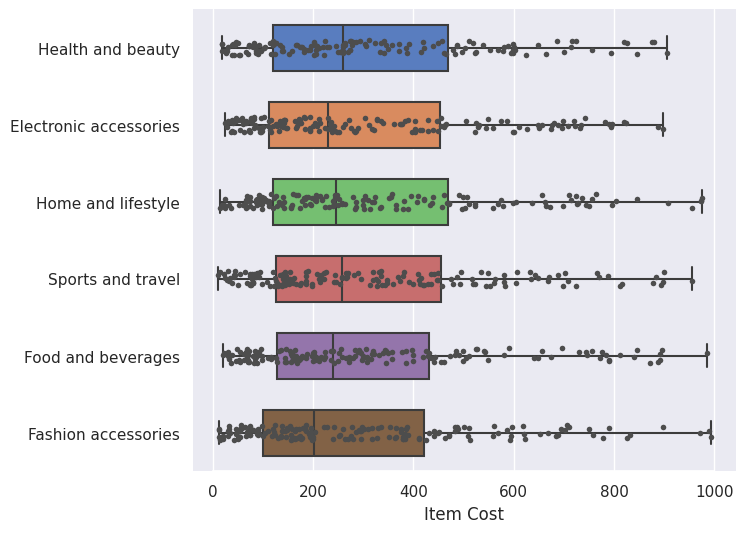 Health and beauty
Electronic accessories
Home and lifestyle
Sports and travel
Food and beverages
Fashion accessories
0 200 400 600 800 1000
Item Cost